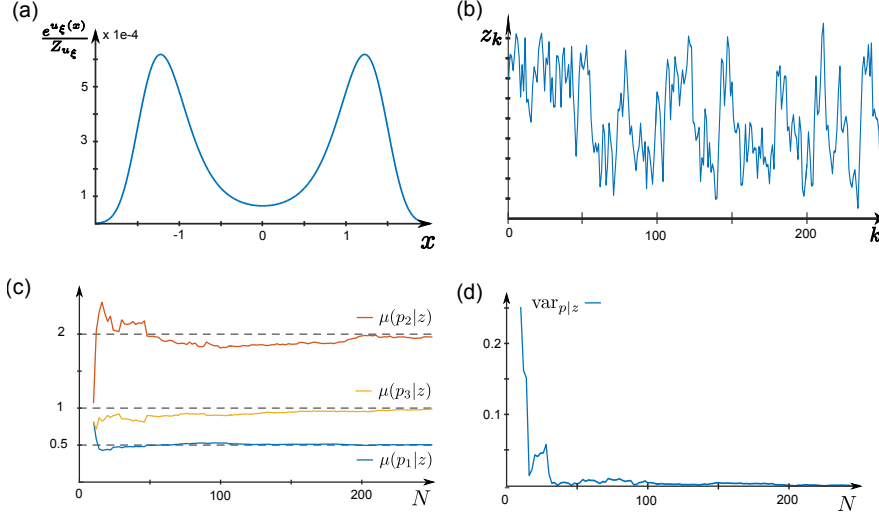 (a)
e^{u_ξ(x)}
Z_{u_ξ}
x 1e-4
5
3
1
-1
0
1
x
(b)
z_k
0
100
200
k
(c)
μ(p_2|z)
2
μ(p_3|z)
1
0.5
μ(p_1|z)
0
100
200
N
(d)
var_{p|z}
0.2
0.1
0
0
100
200
N